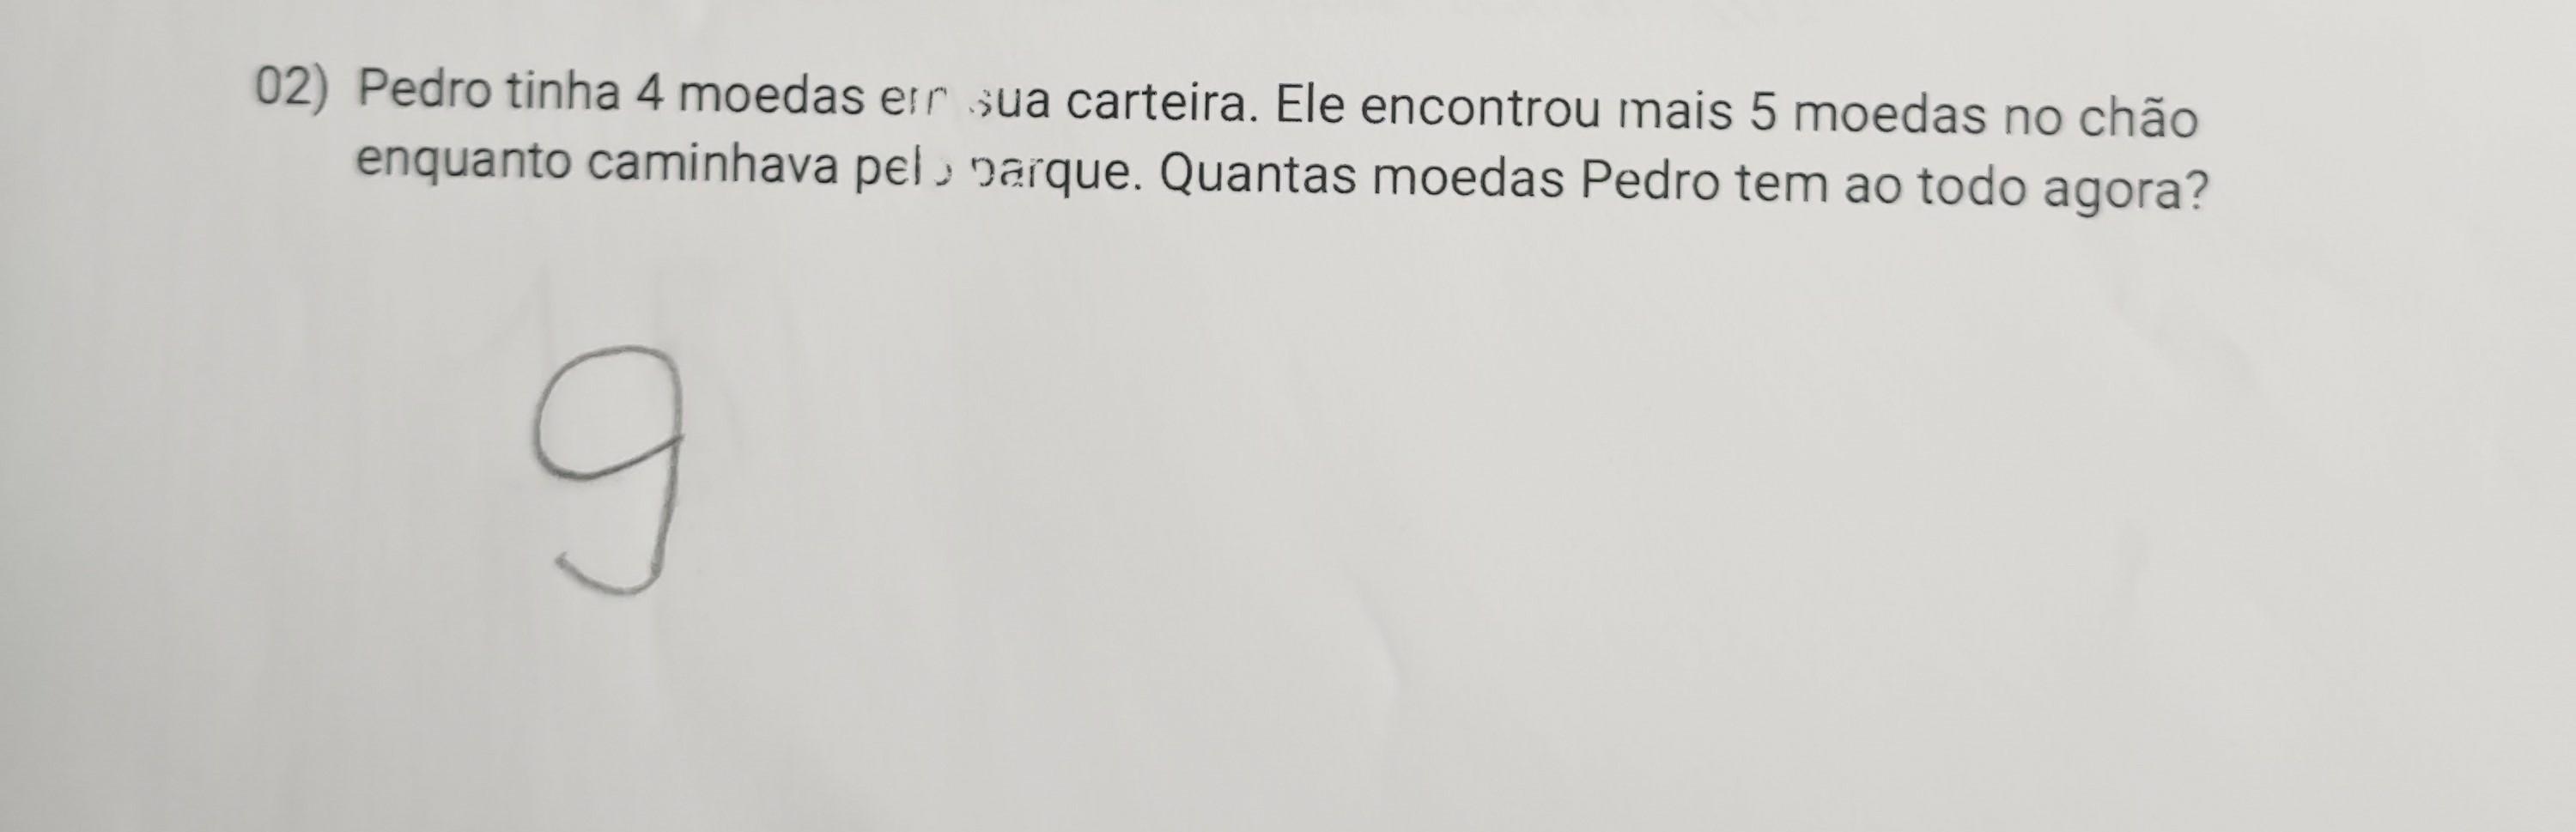 02) Pedro tinha 4 moedas em sua carteira. Ele encontrou mais 5 moedas no chão
enquanto caminhava pelo parque. Quantas moedas Pedro tem ao todo agora?
9